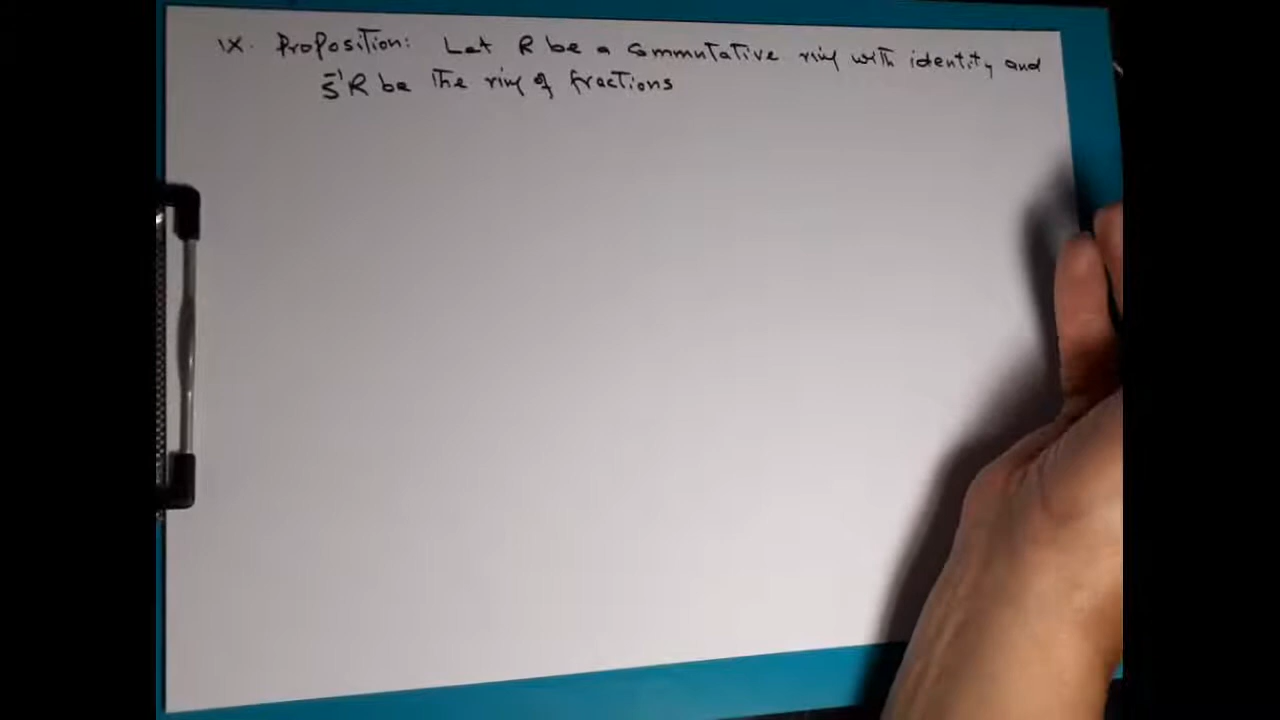 IX. Proposition: Let R be a commutative ring with identity and
S⁻¹R be the ring of fractions